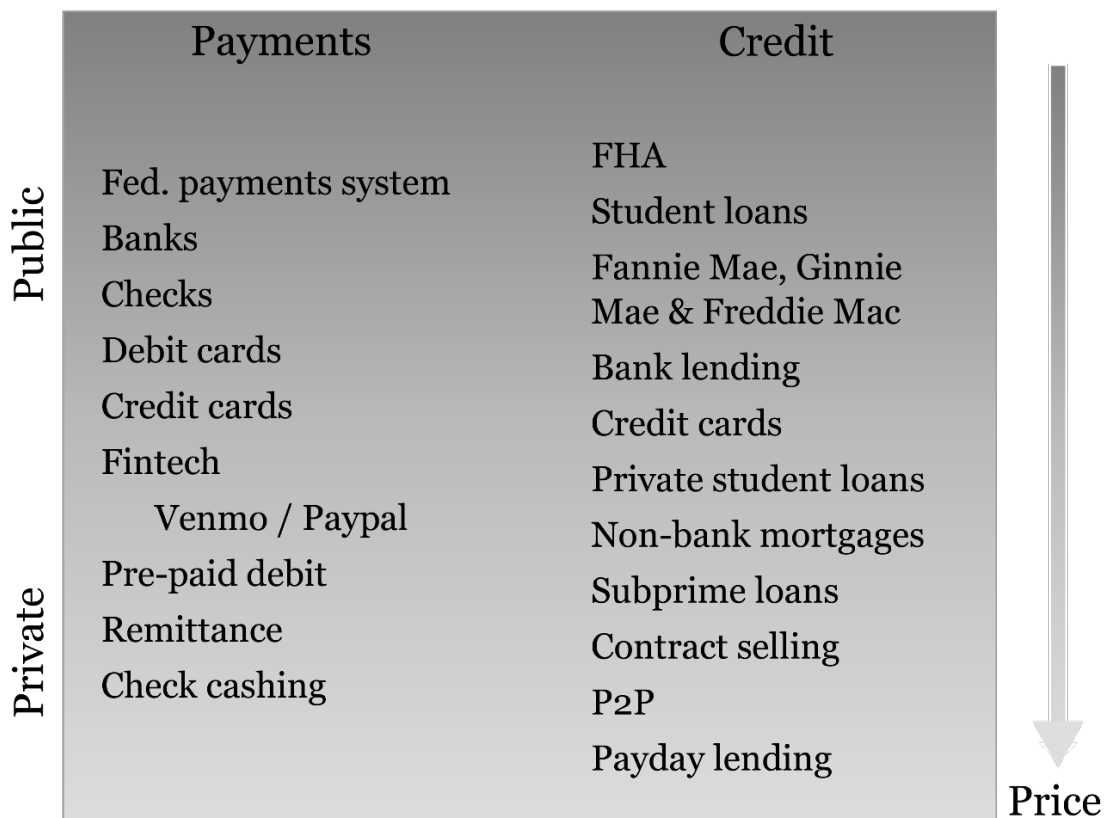 Payments
Credit
Public
Private
Fed. payments system
Banks
Checks
Debit cards
Credit cards
Fintech
Venmo / Paypal
Pre-paid debit
Remittance
Check cashing
FHA
Student loans
Fannie Mae, Ginnie
Mae & Freddie Mac
Bank lending
Credit cards
Private student loans
Non-bank mortgages
Subprime loans
Contract selling
P2P
Payday lending
Price